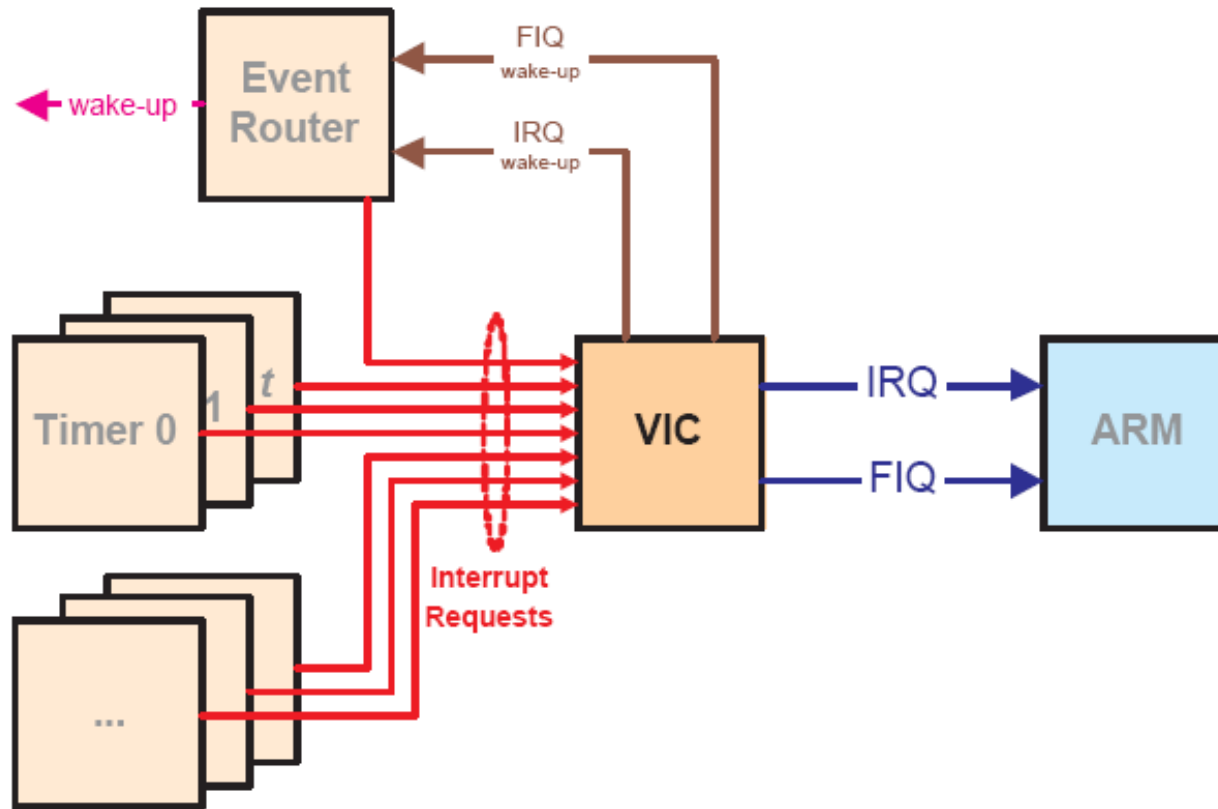 Event
Router
wake-up
FIQ
wake-up
IRQ
wake-up
Timer 0
1
t
VIC
IRQ
FIQ
ARM
Interrupt
Requests
...